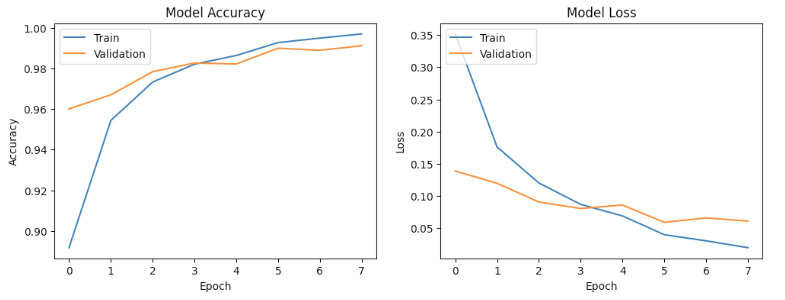 Model Accuracy
1.00
0.98
0.96
0.94
0.92
0.90
Accuracy
Train
Validation
0 1 2 3 4 5 6 7
Epoch
Model Loss
0.35
0.30
0.25
0.20
0.15
0.10
0.05
Loss
Train
Validation
0 1 2 3 4 5 6 7
Epoch